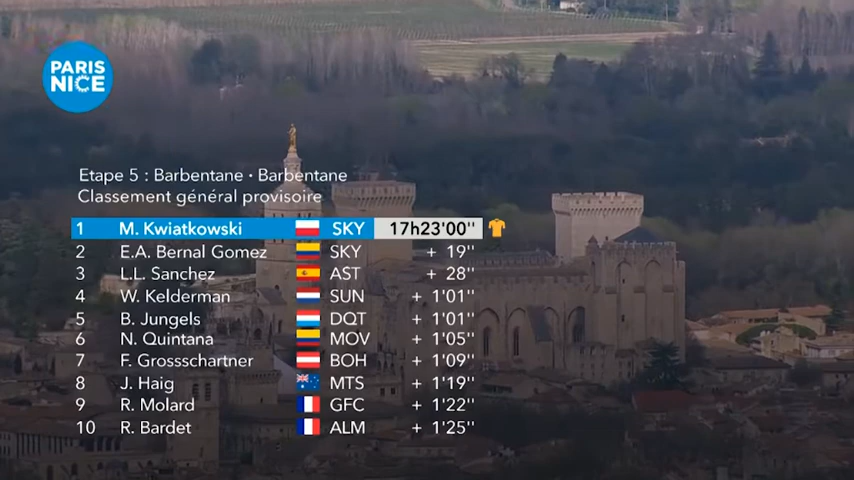 PARIS
NICE
Etape 5 : Barbentane · Barbentane
Classement général provisoire
1 M. Kwiatkowski SKY 17h23'00''
2 E.A. Bernal Gomez SKY + 19''
3 L.L. Sanchez AST + 28''
4 W. Kelderman SUN + 1'01''
5 B. Jungels DQT + 1'01''
6 N. Quintana MOV + 1'05''
7 F. Grossschartner BOH + 1'09''
8 J. Haig MTS + 1'19''
9 R. Molard GFC + 1'22''
10 R. Bardet ALM + 1'25''